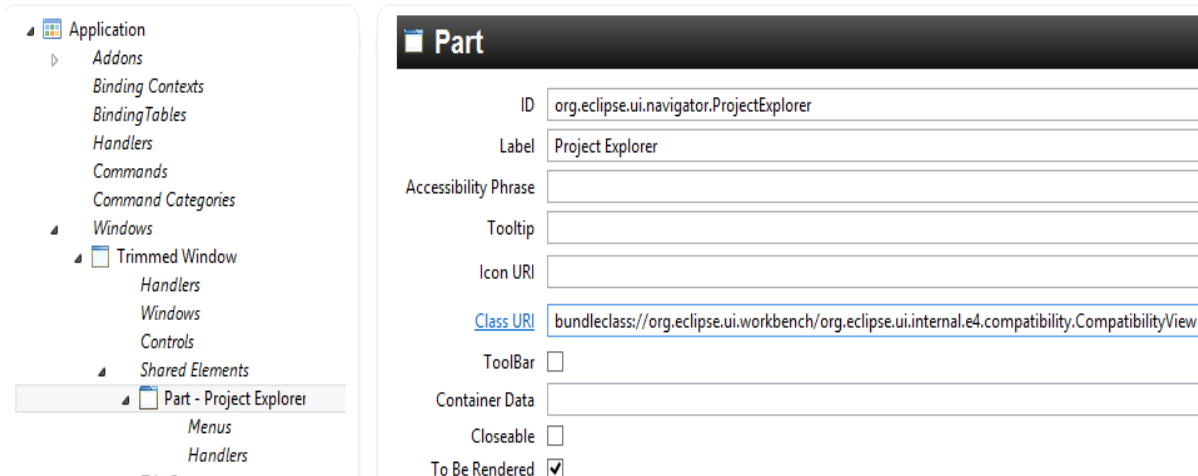 Application
Addons
Binding Contexts
BindingTables
Handlers
Commands
Command Categories
Windows
Trimmed Window
Handlers
Windows
Controls
Shared Elements
Part - Project Explorer
Menus
Handlers
Part
ID org.eclipse.ui.navigator.ProjectExplorer
Label Project Explorer
Accessibility Phrase
Tooltip
Icon URI
Class URI bundleclass://org.eclipse.ui.workbench/org.eclipse.ui.internal.e4.compatibility.CompatibilityView
ToolBar
Container Data
Closeable
To Be Rendered